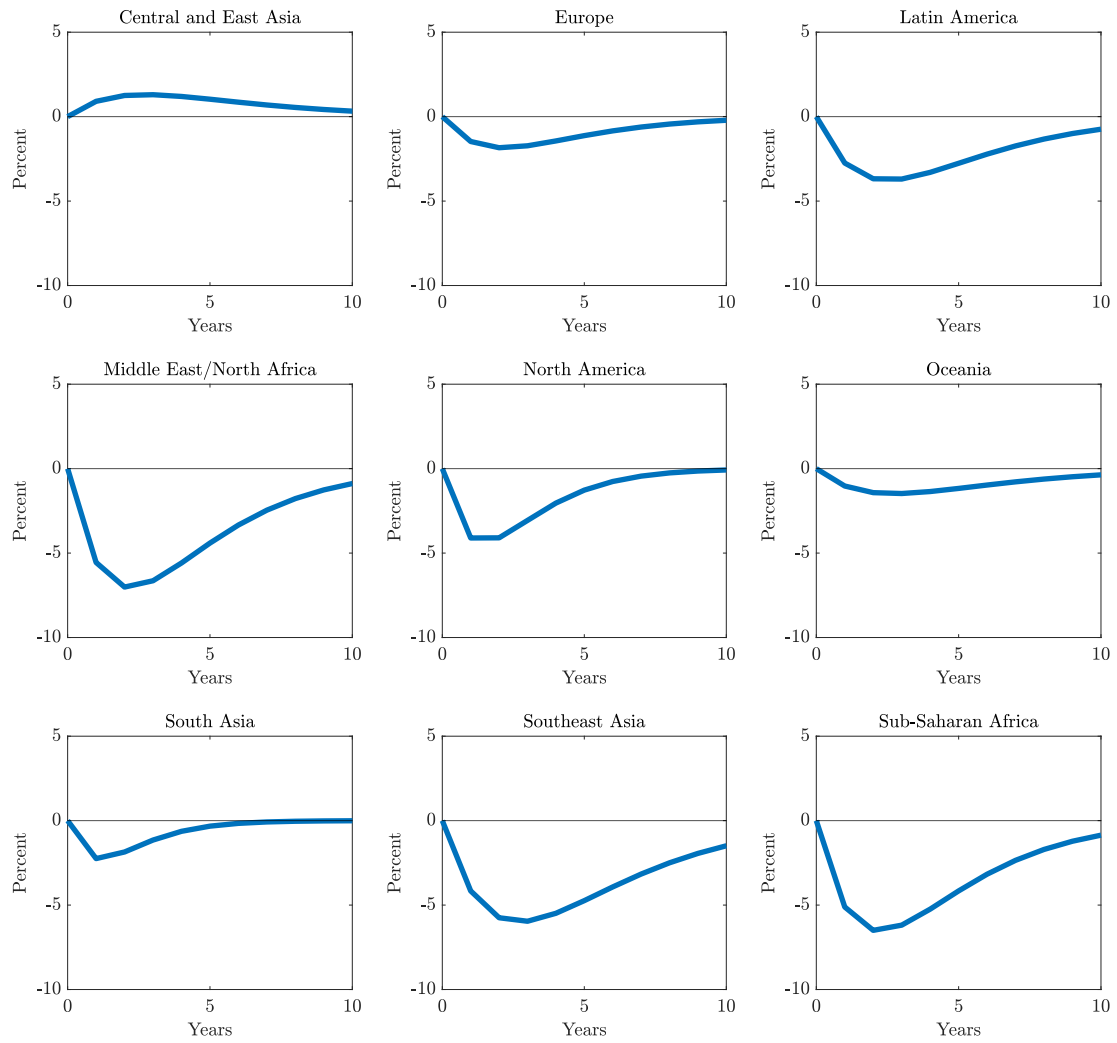 Central and East Asia
5
0
-5
-10
Percent
0 5 10
Years
Europe
5
0
-5
-10
Percent
0 5 10
Years
Latin America
5
0
-5
-10
Percent
0 5 10
Years
Middle East/North Africa
5
0
-5
-10
Percent
0 5 10
Years
North America
5
0
-5
-10
Percent
0 5 10
Years
Oceania
5
0
-5
-10
Percent
0 5 10
Years
South Asia
5
0
-5
-10
Percent
0 5 10
Years
Southeast Asia
5
0
-5
-10
Percent
0 5 10
Years
Sub-Saharan Africa
5
0
-5
-10
Percent
0 5 10
Years